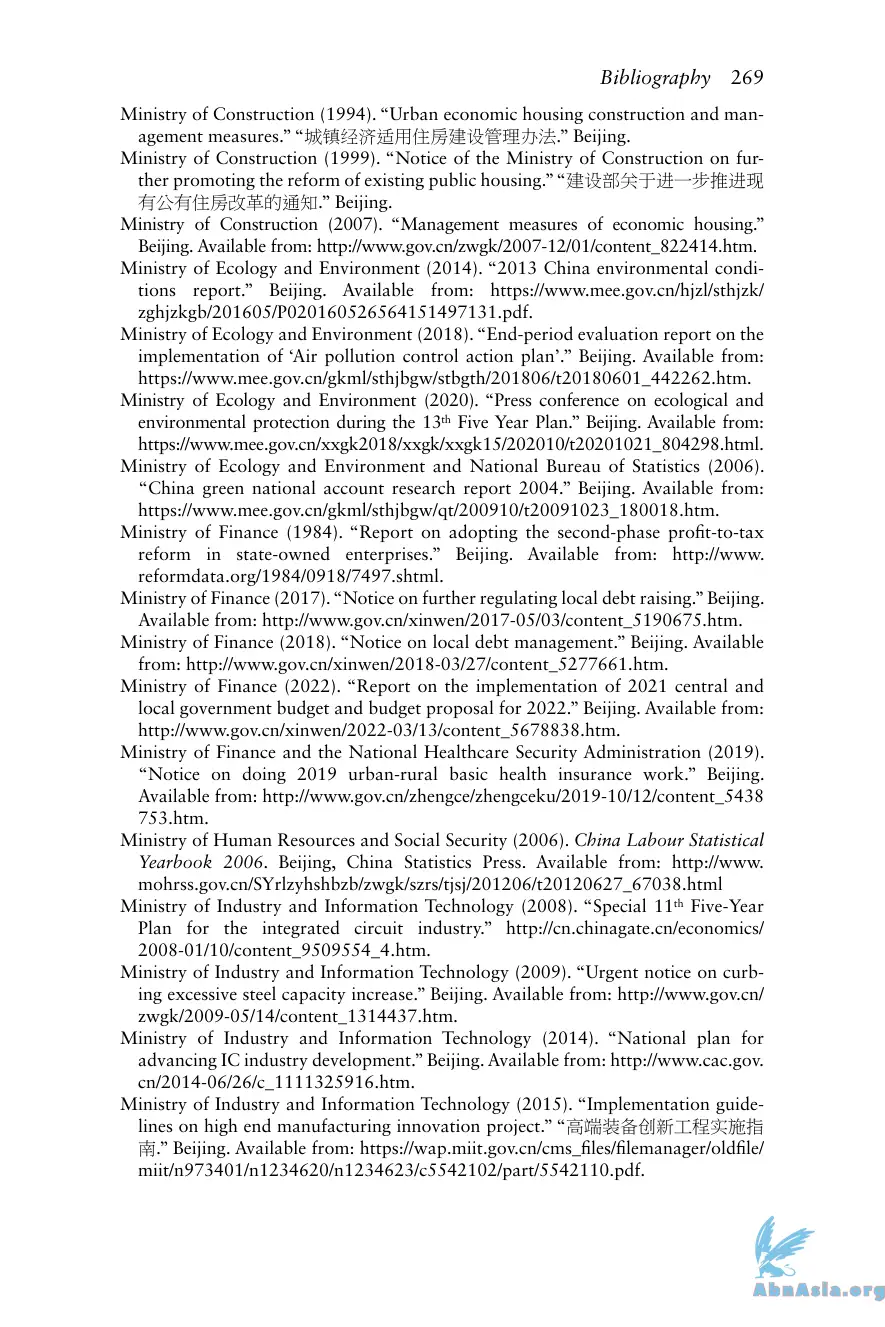 Bibliography 269
Ministry of Construction (1994). “Urban economic housing construction and man-
agement measures.” “城镇经济适用住房建设管理办法.” Beijing.
Ministry of Construction (1999). “Notice of the Ministry of Construction on fur-
ther promoting the reform of existing public housing.” “建设部关于进一步推进现
有公有住房改革的通知.” Beijing.
Ministry of Construction (2007). “Management measures of economic housing.”
Beijing. Available from: http://www.gov.cn/zwgk/2007-12/01/content_822414.htm.
Ministry of Ecology and Environment (2014). “2013 China environmental condi-
tions report.” Beijing. Available from: https://www.mee.gov.cn/hjzl/sthjzk/
zghjzkgb/201605/P020160526564151497131.pdf.
Ministry of Ecology and Environment (2018). “End-period evaluation report on the
implementation of ‘Air pollution control action plan’.” Beijing. Available from:
https://www.mee.gov.cn/gkml/sthjbgw/stbgth/201806/t20180601_442262.htm.
Ministry of Ecology and Environment (2020). “Press conference on ecological and
environmental protection during the 13th Five Year Plan.” Beijing. Available from:
https://www.mee.gov.cn/xxgk2018/xxgk/xxgk15/202010/t20201021_804298.html.
Ministry of Ecology and Environment and National Bureau of Statistics (2006).
“China green national account research report 2004.” Beijing. Available from:
https://www.mee.gov.cn/gkml/sthjbgw/qt/200910/t20091023_180018.htm.
Ministry of Finance (1984). “Report on adopting the second-phase profit-to-tax
reform in state-owned enterprises.” Beijing. Available from: http://www.
reformdata.org/1984/0918/7497.shtml.
Ministry of Finance (2017). “Notice on further regulating local debt raising.” Beijing.
Available from: http://www.gov.cn/xinwen/2017-05/03/content_5190675.htm.
Ministry of Finance (2018). “Notice on local debt management.” Beijing. Available
from: http://www.gov.cn/xinwen/2018-03/27/content_5277661.htm.
Ministry of Finance (2022). “Report on the implementation of 2021 central and
local government budget and budget proposal for 2022.” Beijing. Available from:
http://www.gov.cn/xinwen/2022-03/13/content_5678838.htm.
Ministry of Finance and the National Healthcare Security Administration (2019).
“Notice on doing 2019 urban-rural basic health insurance work.” Beijing.
Available from: http://www.gov.cn/zhengce/zhengceku/2019-10/12/content_5438
753.htm.
Ministry of Human Resources and Social Security (2006). China Labour Statistical
Yearbook 2006. Beijing, China Statistics Press. Available from: http://www.
mohrss.gov.cn/SYrlzyhshbzb/zwgk/szrs/tjsj/201206/t20120627_67038.html
Ministry of Industry and Information Technology (2008). “Special 11th Five-Year
Plan for the integrated circuit industry.” http://cn.chinagate.cn/economics/
2008-01/10/content_9509554_4.htm.
Ministry of Industry and Information Technology (2009). “Urgent notice on curb-
ing excessive steel capacity increase.” Beijing. Available from: http://www.gov.cn/
zwgk/2009-05/14/content_1314437.htm.
Ministry of Industry and Information Technology (2014). “National plan for
advancing IC industry development.” Beijing. Available from: http://www.cac.gov.
cn/2014-06/26/c_1111325916.htm.
Ministry of Industry and Information Technology (2015). “Implementation guide-
lines on high end manufacturing innovation project.” “高端装备创新工程实施指
南.” Beijing. Available from: https://wap.miit.gov.cn/cms_files/filemanager/oldfile/
miit/n973401/n1234620/n1234623/c5542102/part/5542110.pdf.
AbnAsia.org